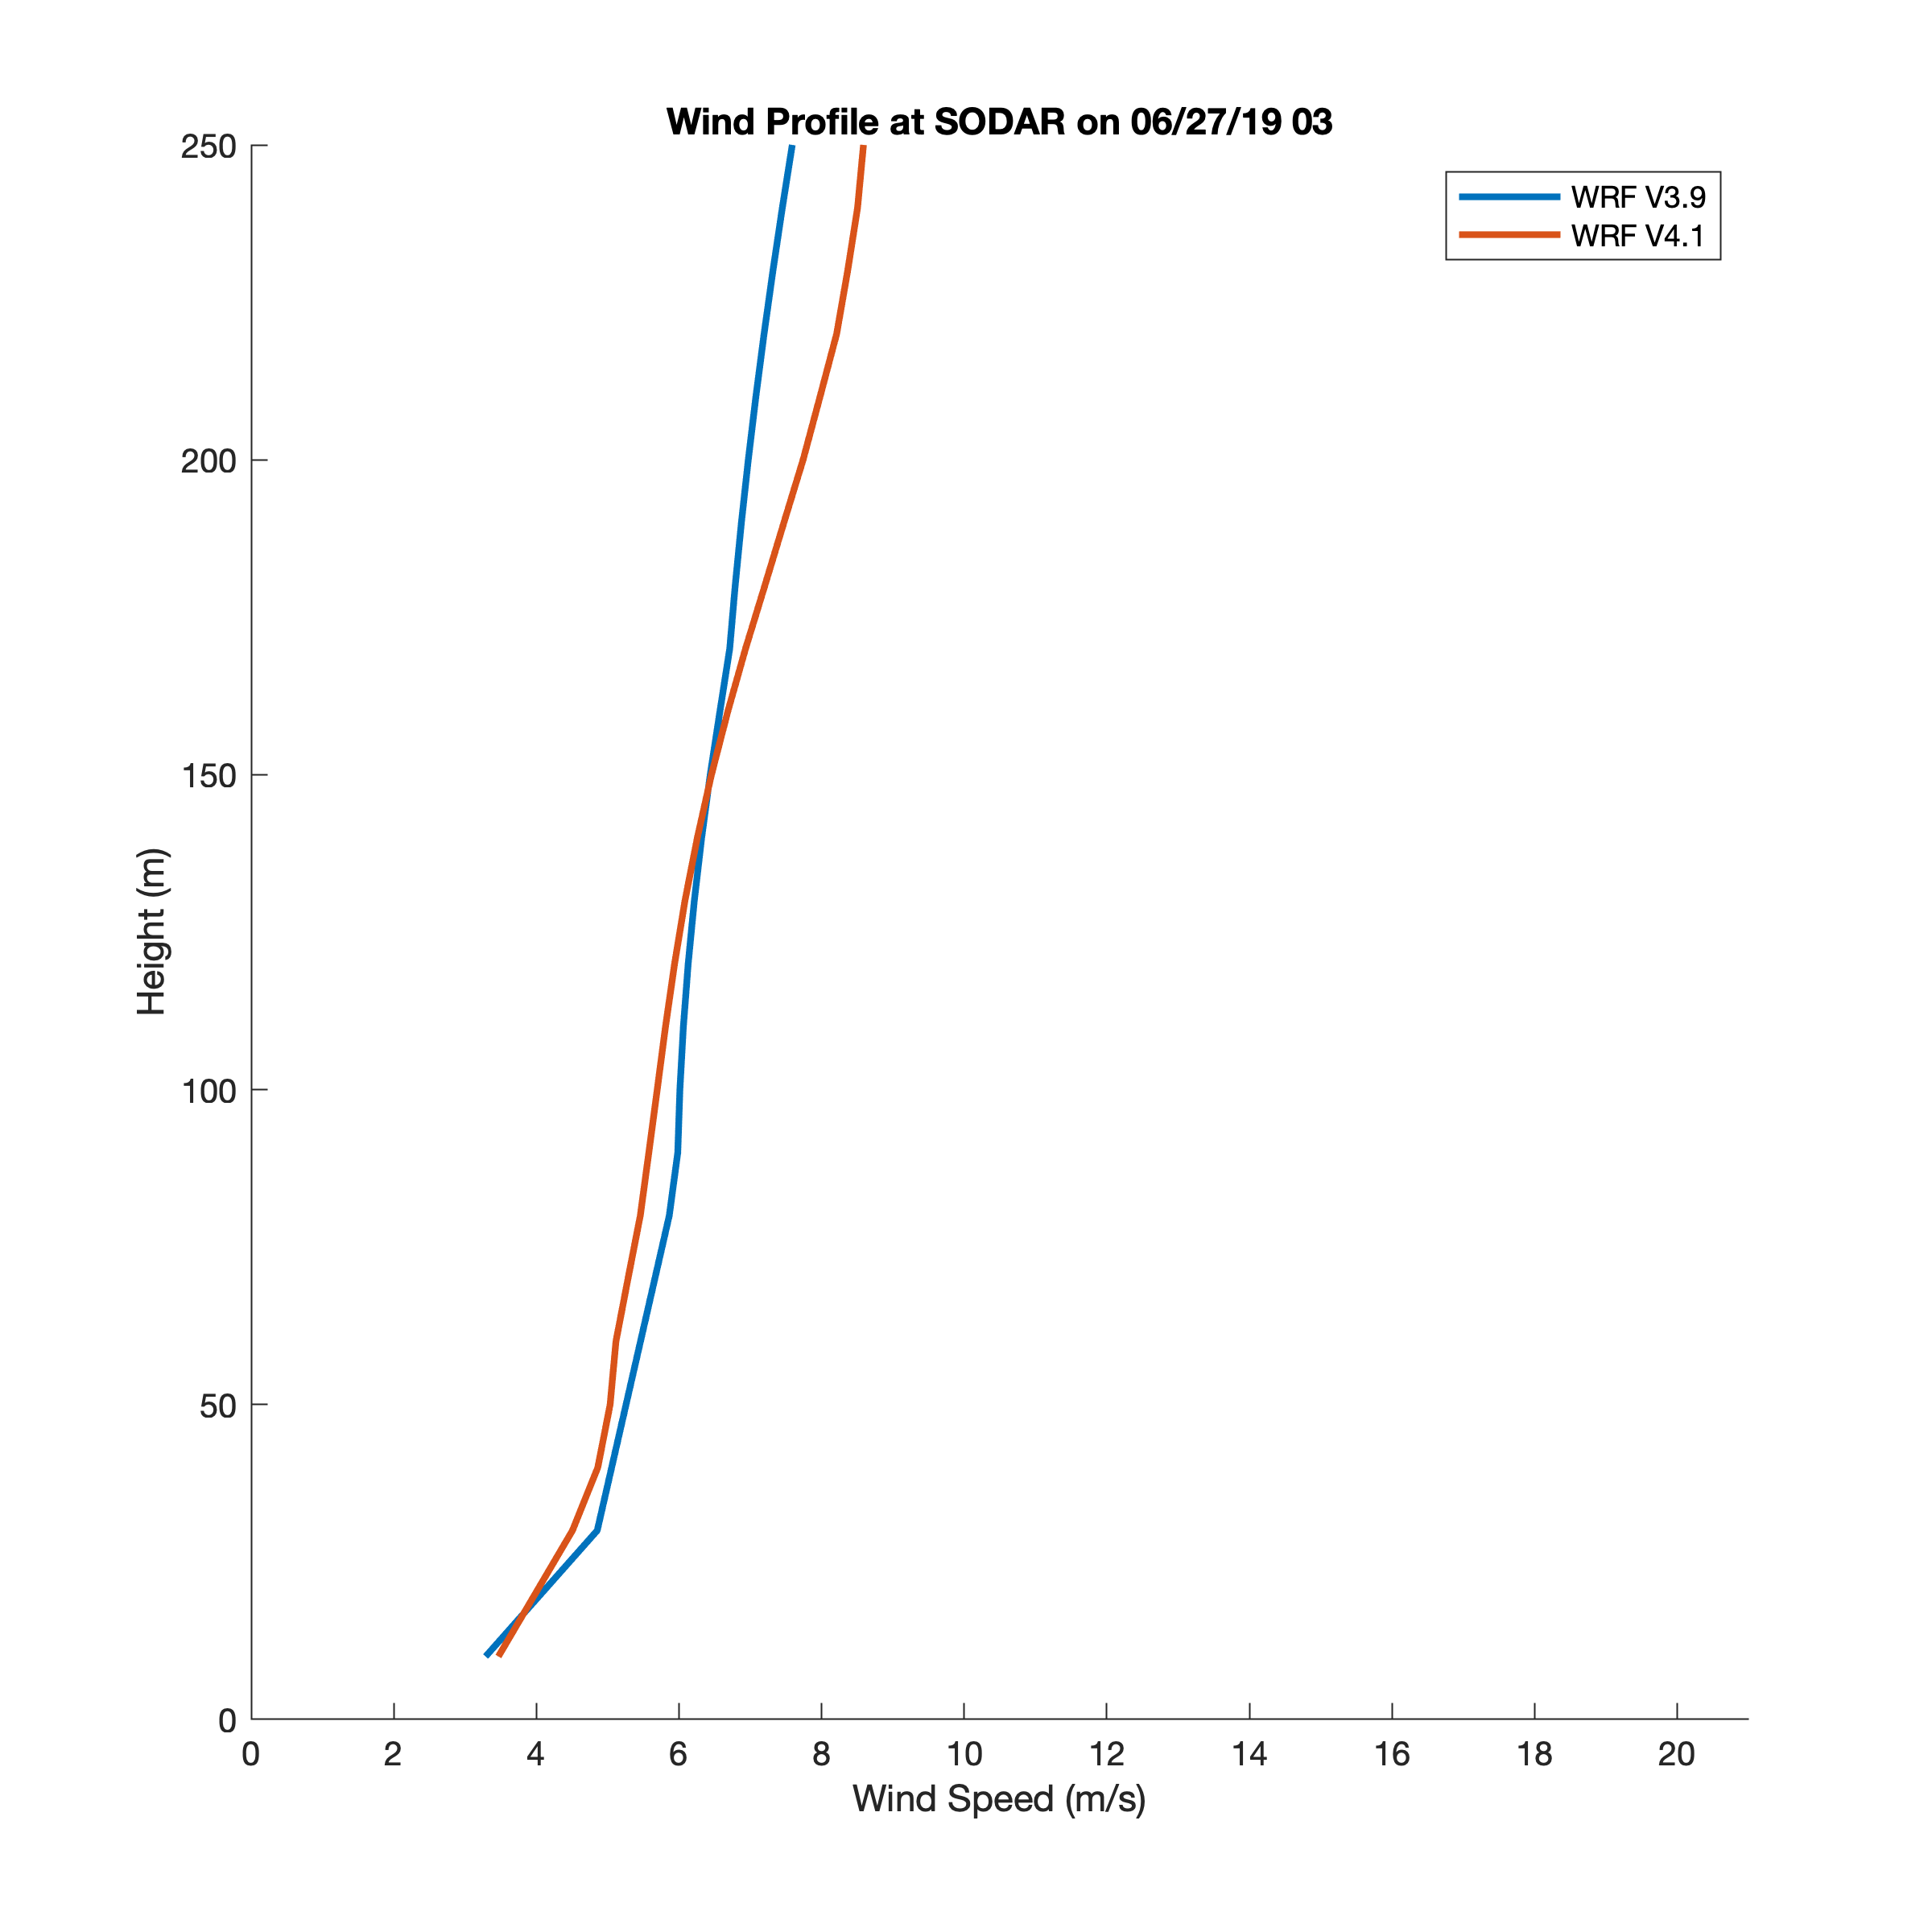 Wind Profile at SODAR on 06/27/19 03
WRF V3.9
WRF V4.1
250
200
150
100
50
0
Height (m)
0 2 4 6 8 10 12 14 16 18 20
Wind Speed (m/s)